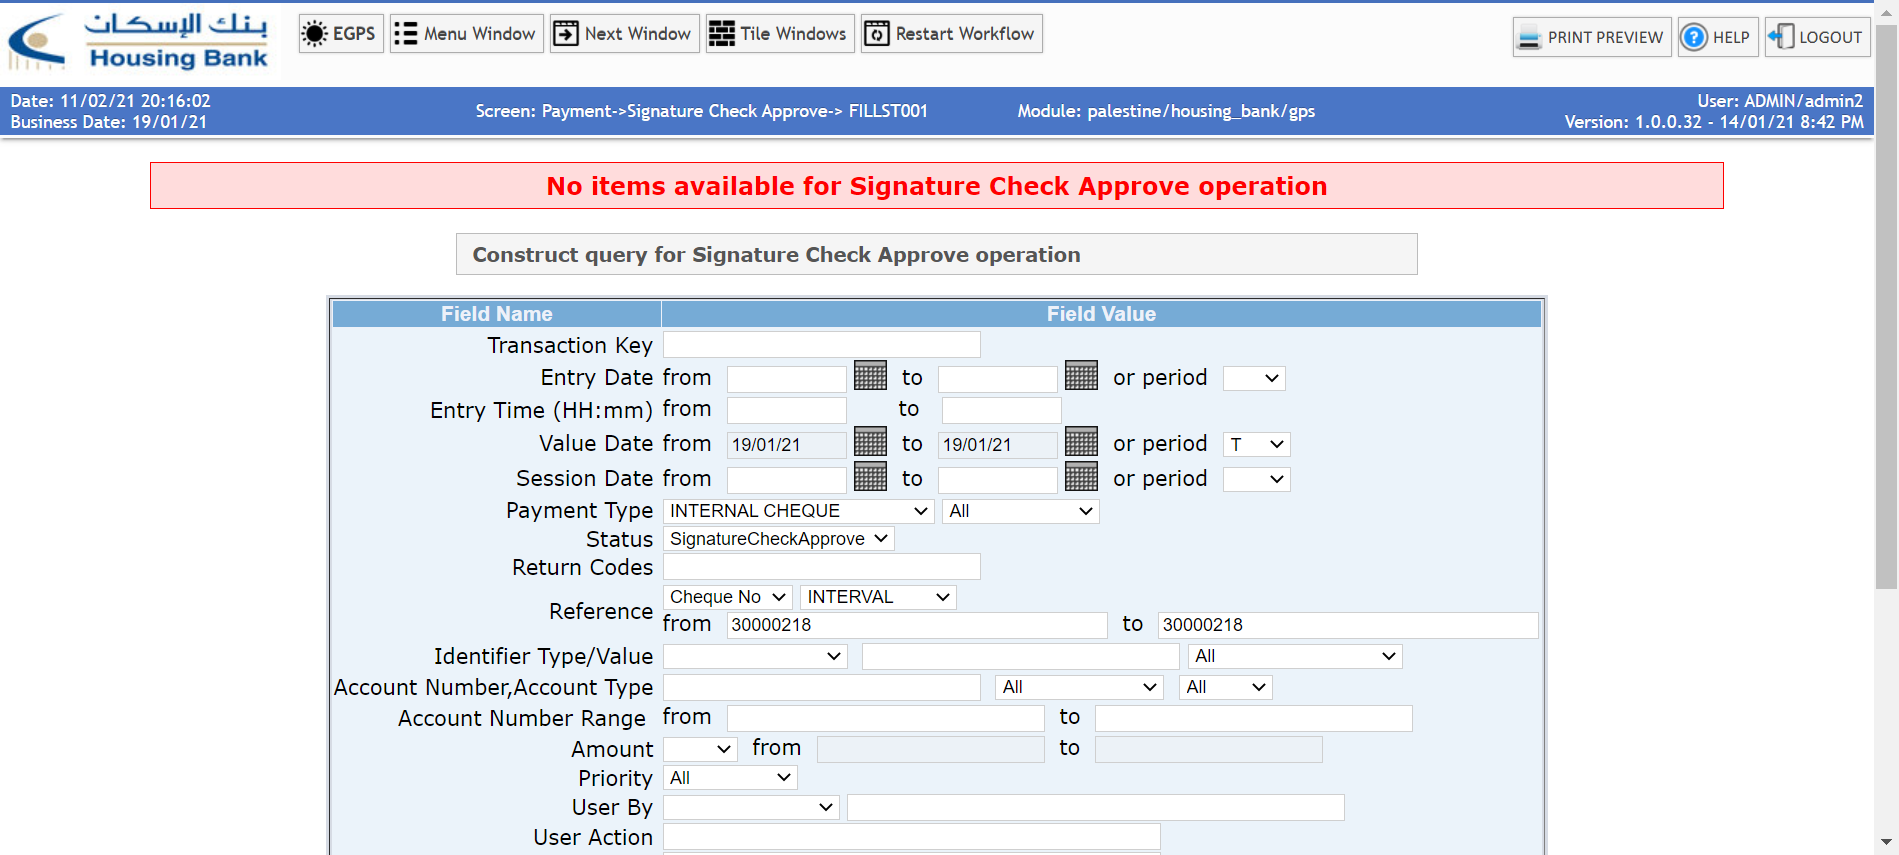 بنك الإسكان
Housing Bank
EGPS
Menu Window
Next Window
Tile Windows
Restart Workflow
PRINT PREVIEW
HELP
LOGOUT
Date: 11/02/21 20:16:02
Business Date: 19/01/21
Screen: Payment->Signature Check Approve-> FILLST001
Module: palestine/housing_bank/gps
User: ADMIN/admin2
Version: 1.0.0.32 - 14/01/21 8:42 PM
No items available for Signature Check Approve operation
Construct query for Signature Check Approve operation
Field Name Field Value
Transaction Key
Entry Date from to or period
Entry Time (HH:mm) from to
Value Date from 19/01/21 to 19/01/21 or period T
Session Date from to or period
Payment Type INTERNAL CHEQUE All
Status SignatureCheckApprove
Return Codes
Reference Cheque No INTERVAL
from 30000218 to 30000218
Identifier Type/Value All
Account Number,Account Type All All
Account Number Range from to
Amount from to
Priority All
User By
User Action